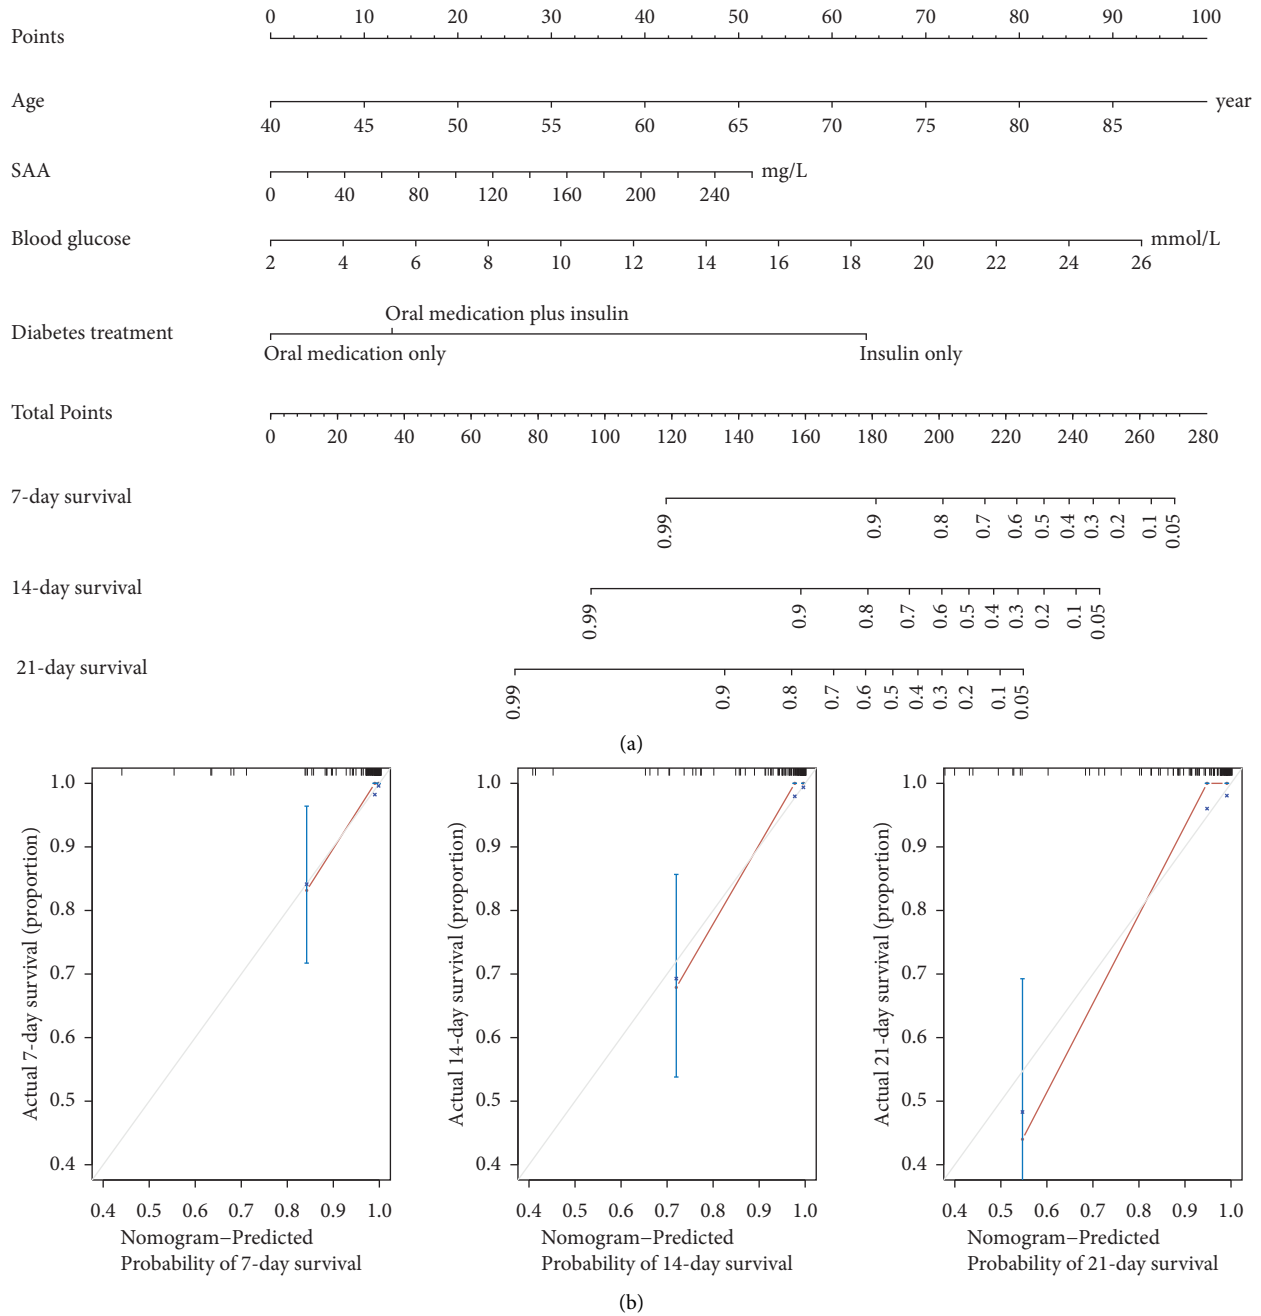 0 10 20 30 40 50 60 70 80 90 100
Points
Age
year
40 45 50 55 60 65 70 75 80 85
SAA
mg/L
0 40 80 120 160 200 240
Blood glucose
mmol/L
2 4 6 8 10 12 14 16 18 20 22 24 26
Oral medication plus insulin
Diabetes treatment
Oral medication only Insulin only
Total Points
0 20 40 60 80 100 120 140 160 180 200 220 240 260 280
7-day survival
0.99 0.9 0.8 0.7 0.6 0.5 0.4 0.3 0.2 0.1 0.05
14-day survival
0.99 0.9 0.8 0.7 0.6 0.5 0.4 0.3 0.2 0.1 0.05
21-day survival
0.99 0.9 0.8 0.7 0.6 0.5 0.4 0.3 0.2 0.1 0.05
(a)
Actual 7-day survival (proportion)
1.0
0.9
0.8
0.7
0.6
0.5
0.4
0.4 0.5 0.6 0.7 0.8 0.9 1.0
Nomogram−Predicted
Probability of 7-day survival
Actual 14-day survival (proportion)
1.0
0.9
0.8
0.7
0.6
0.5
0.4
0.4 0.5 0.6 0.7 0.8 0.9 1.0
Nomogram−Predicted
Probability of 14-day survival
Actual 21-day survival (proportion)
1.0
0.9
0.8
0.7
0.6
0.5
0.4
0.4 0.5 0.6 0.7 0.8 0.9 1.0
Nomogram−Predicted
Probability of 21-day survival
(b)